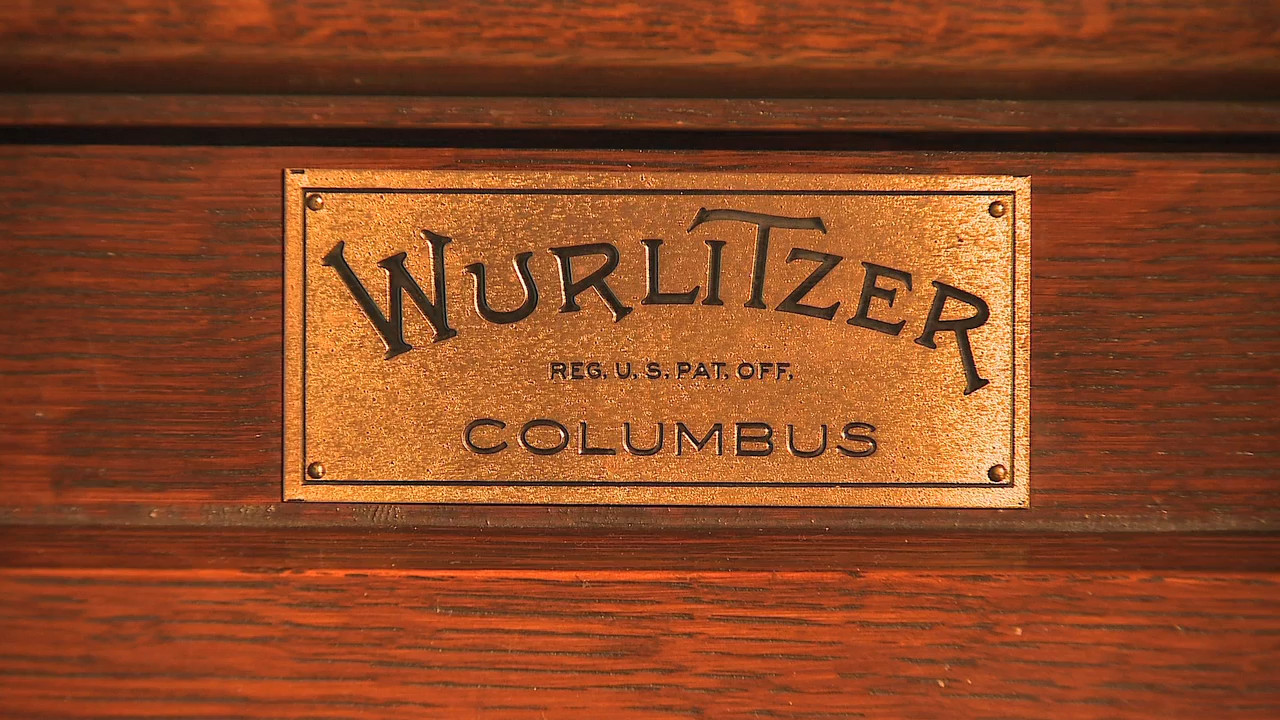 WURLITZER
REG. U. S. PAT. OFF.
COLUMBUS